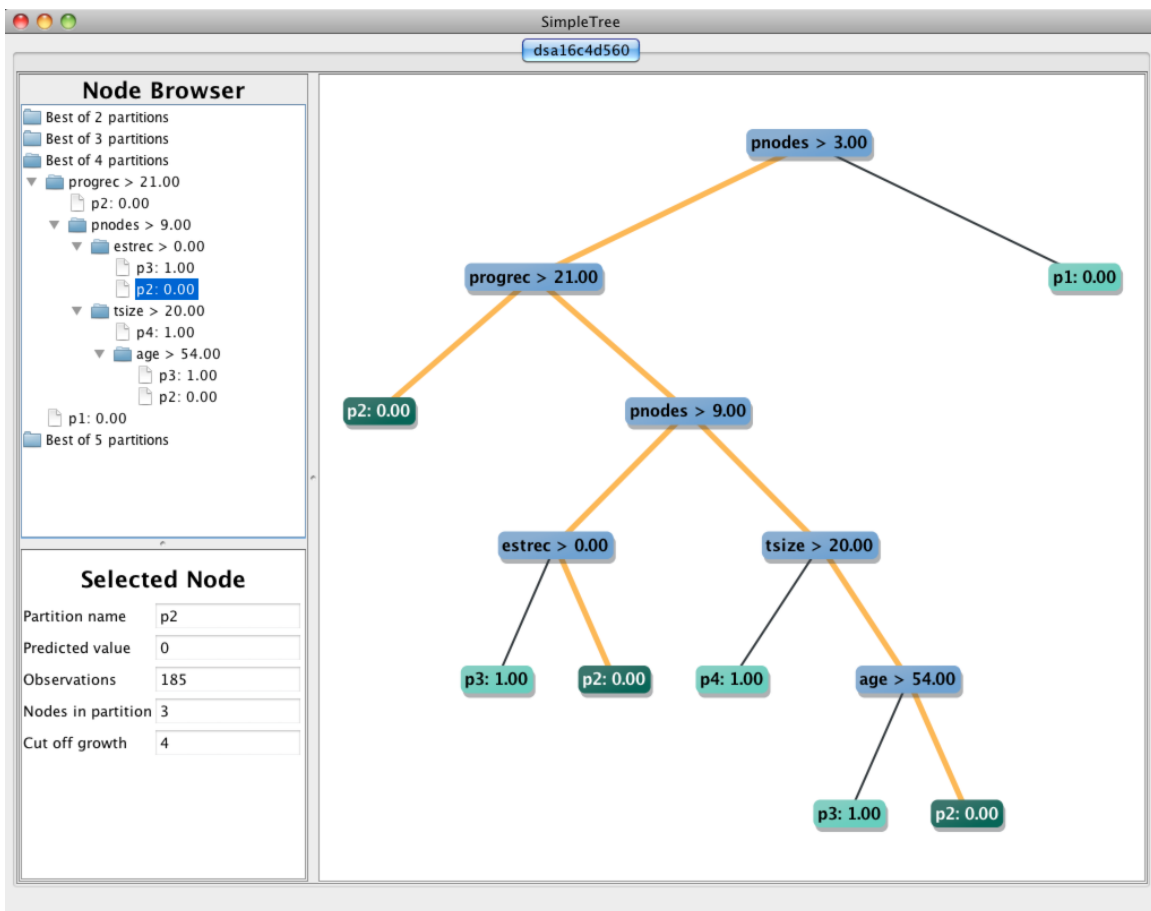 SimpleTree
dsa16c4d560
Node Browser
Best of 2 partitions
Best of 3 partitions
Best of 4 partitions
progrec > 21.00
p2: 0.00
pnodes > 9.00
estrec > 0.00
p3: 1.00
p2: 0.00
tsize > 20.00
p4: 1.00
age > 54.00
p3: 1.00
p2: 0.00
p1: 0.00
Best of 5 partitions
Selected Node
Partition name p2
Predicted value 0
Observations 185
Nodes in partition 3
Cut off growth 4
pnodes > 3.00
progrec > 21.00 p1: 0.00
p2: 0.00 pnodes > 9.00
estrec > 0.00 tsize > 20.00
p3: 1.00 p2: 0.00 p4: 1.00 age > 54.00
p3: 1.00 p2: 0.00